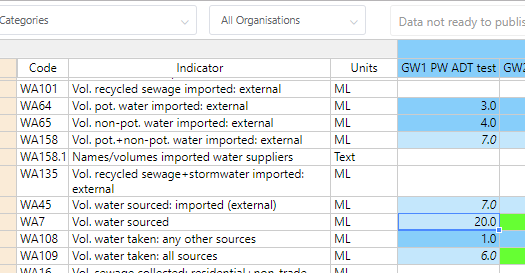 Categories All Organisations Data not ready to publis
Code Indicator Units GW1 PW ADT test GW2
WA101 Vol. recycled sewage imported: external ML
WA64 Vol. pot. water imported: external ML 3.0
WA65 Vol. non-pot. water imported: external ML 4.0
WA158 Vol. pot.+non-pot. water imported: external ML 7.0
WA158.1 Names/volumes imported water suppliers Text
WA135 Vol. recycled sewage+stormwater imported: ML
external
WA45 Vol. water sourced: imported (external) ML 7.0
WA7 Vol. water sourced ML 20.0
WA108 Vol. water taken: any other sources ML 1.0
WA109 Vol. water taken: all sources ML 6.0
WA16 Vol. sewage collected: residential+non-trade ML